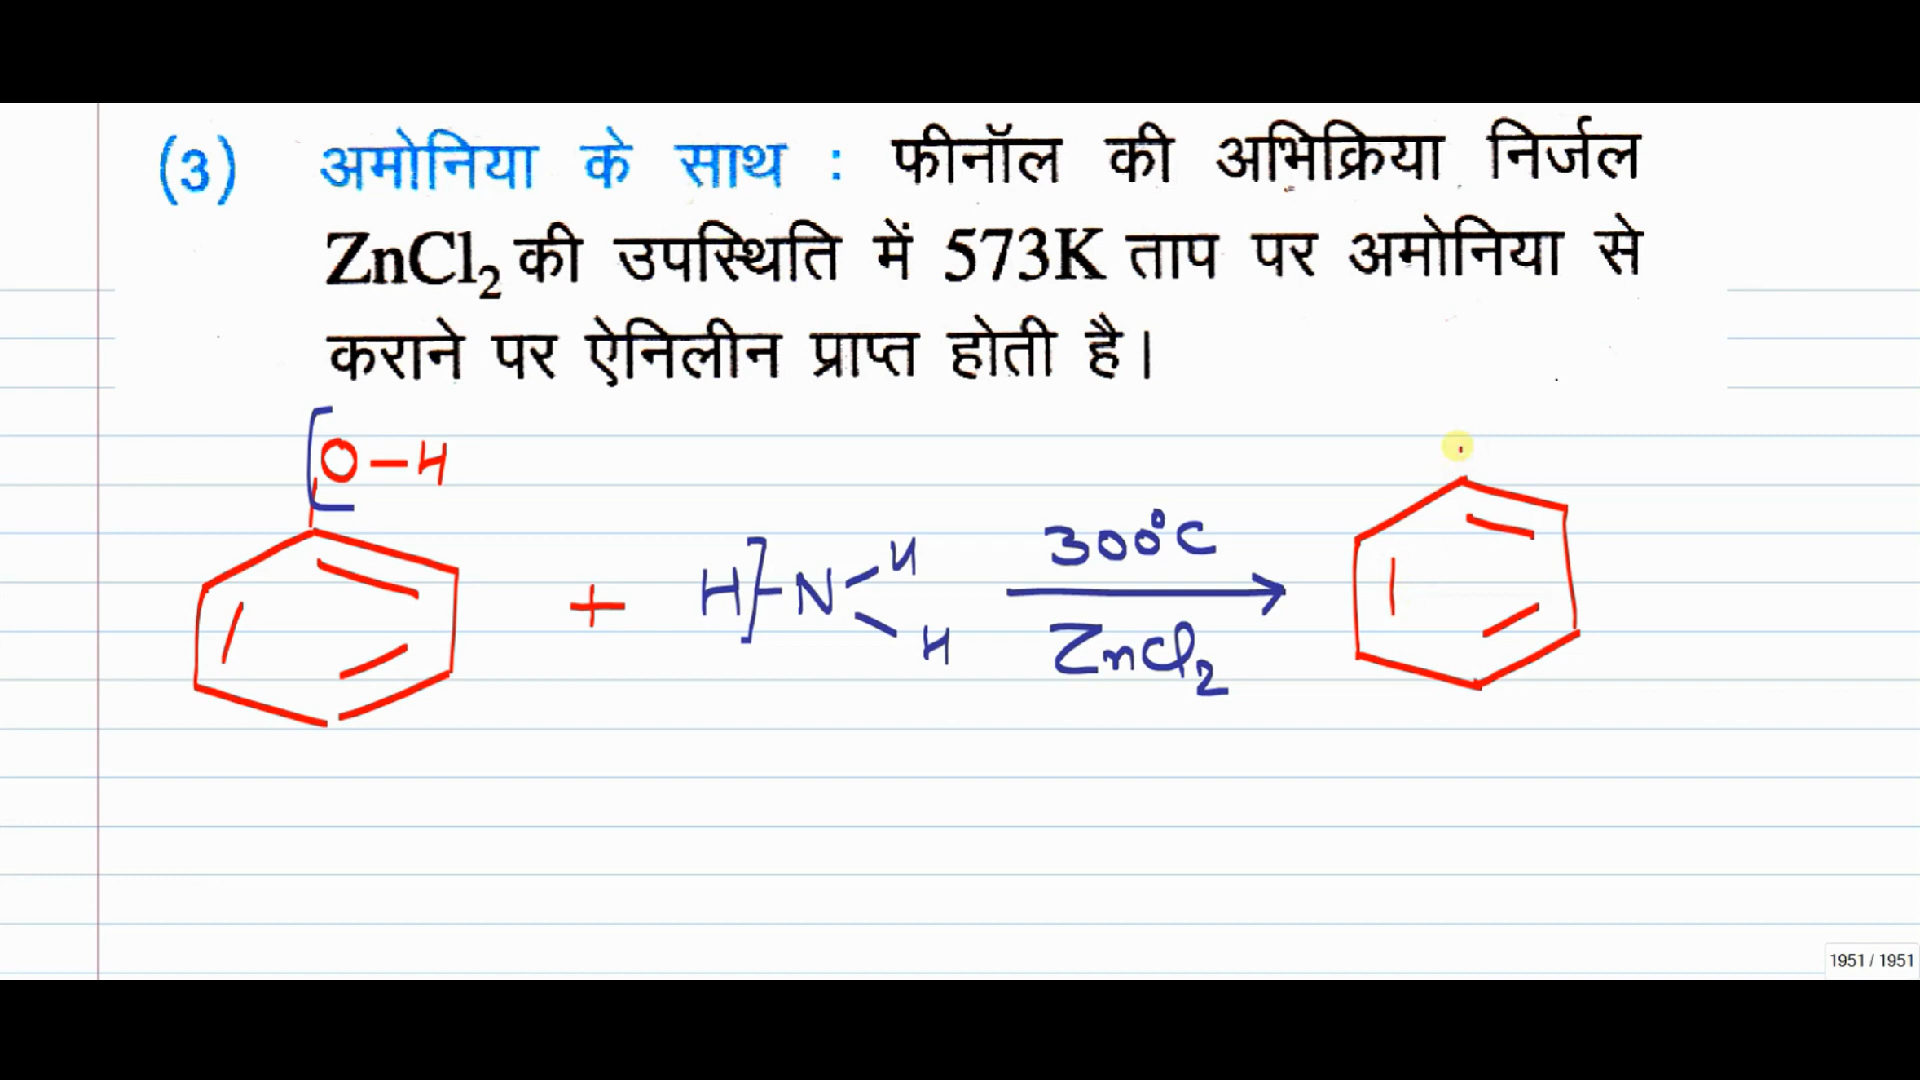 (3) अमोनिया के साथ : फीनॉल की अभिक्रिया निर्जल
ZnCl₂ की उपस्थिति में 573K ताप पर अमोनिया से
कराने पर ऐनिलीन प्राप्त होती है।
O-H
+ H]-N H H
300°C
ZnCl₂
1951 / 1951